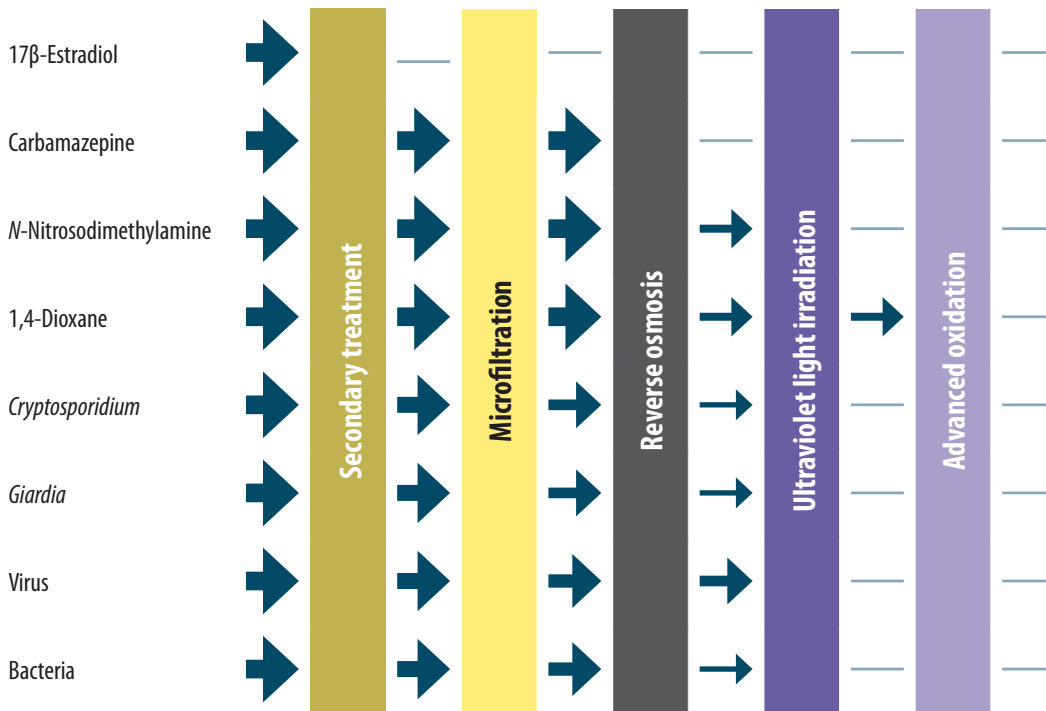 17β-Estradiol
Carbamazepine
N-Nitrosodimethylamine
1,4-Dioxane
Cryptosporidium
Giardia
Virus
Bacteria
Secondary treatment
Microfiltration
Reverse osmosis
Ultraviolet light irradiation
Advanced oxidation